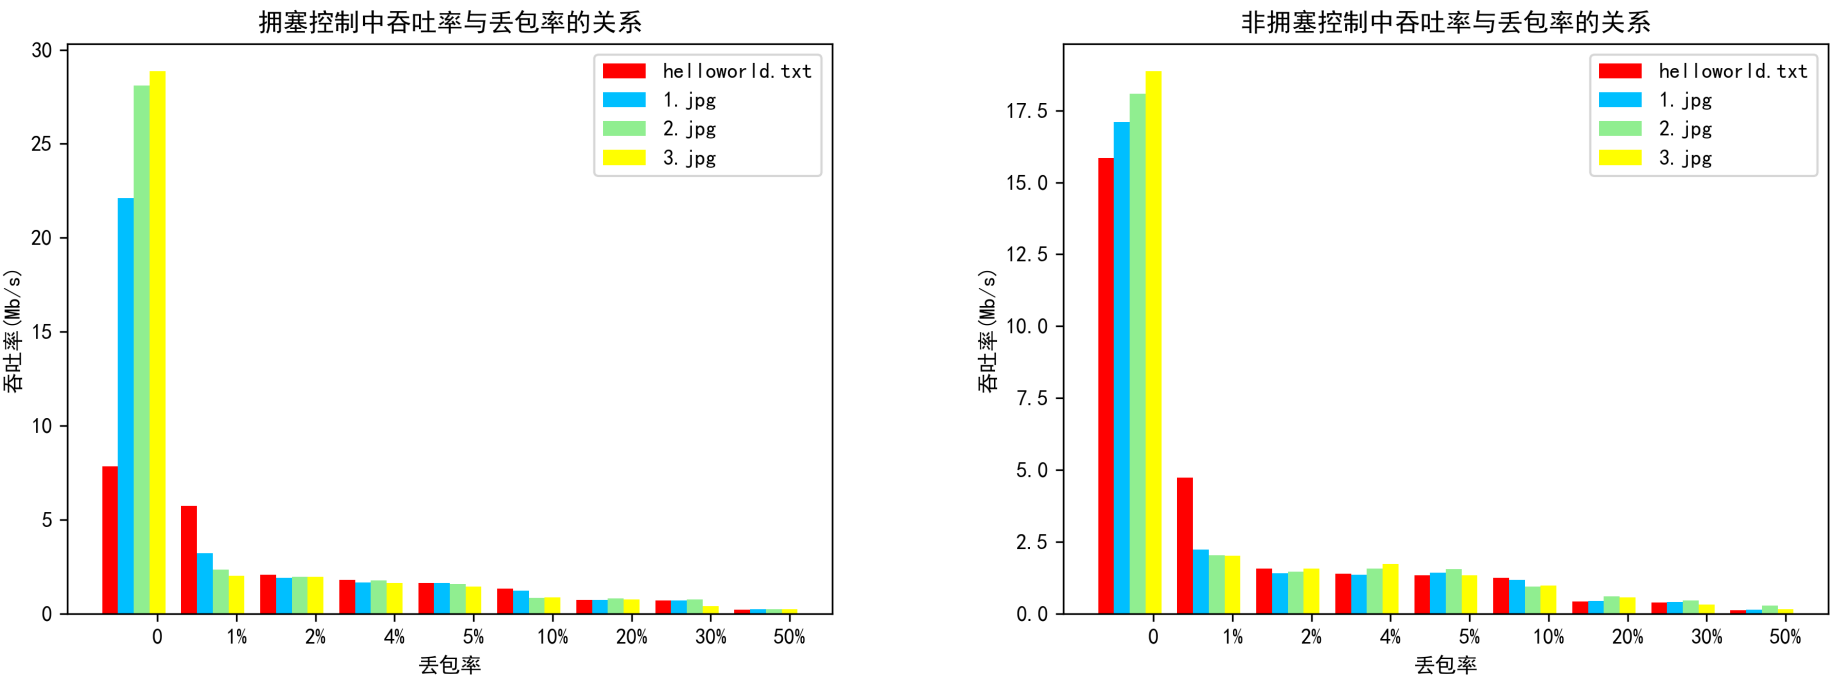 拥塞控制中吞吐率与丢包率的关系
30
25
20
15
10
5
0
吞吐率(Mb/s)
helloworld.txt
1.jpg
2.jpg
3.jpg
0 1% 2% 4% 5% 10% 20% 30% 50%
丢包率
非拥塞控制中吞吐率与丢包率的关系
17.5
15.0
12.5
10.0
7.5
5.0
2.5
0.0
吞吐率(Mb/s)
helloworld.txt
1.jpg
2.jpg
3.jpg
0 1% 2% 4% 5% 10% 20% 30% 50%
丢包率